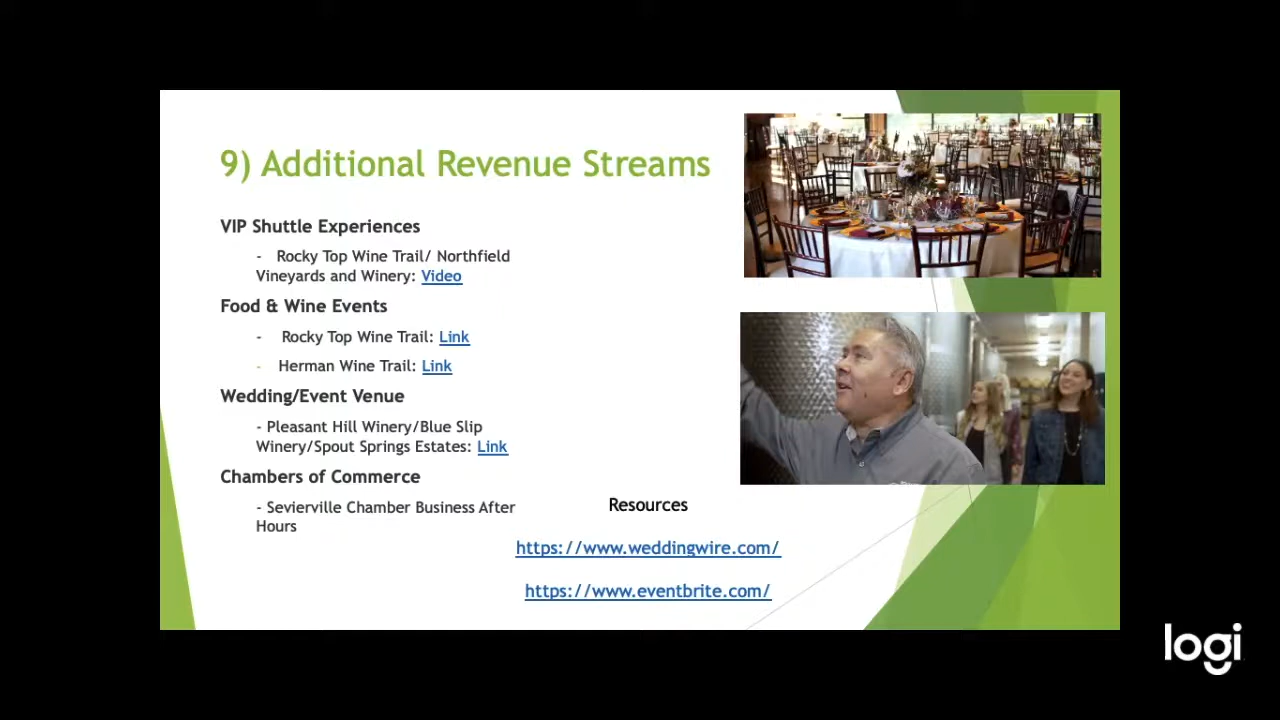 9) Additional Revenue Streams
VIP Shuttle Experiences
- Rocky Top Wine Trail/ Northfield
Vineyards and Winery: Video
Food & Wine Events
- Rocky Top Wine Trail: Link
- Herman Wine Trail: Link
Wedding/Event Venue
- Pleasant Hill Winery/Blue Slip
Winery/Spout Springs Estates: Link
Chambers of Commerce
- Sevierville Chamber Business After
Hours
Resources
https://www.weddingwire.com/
https://www.eventbrite.com/
logi